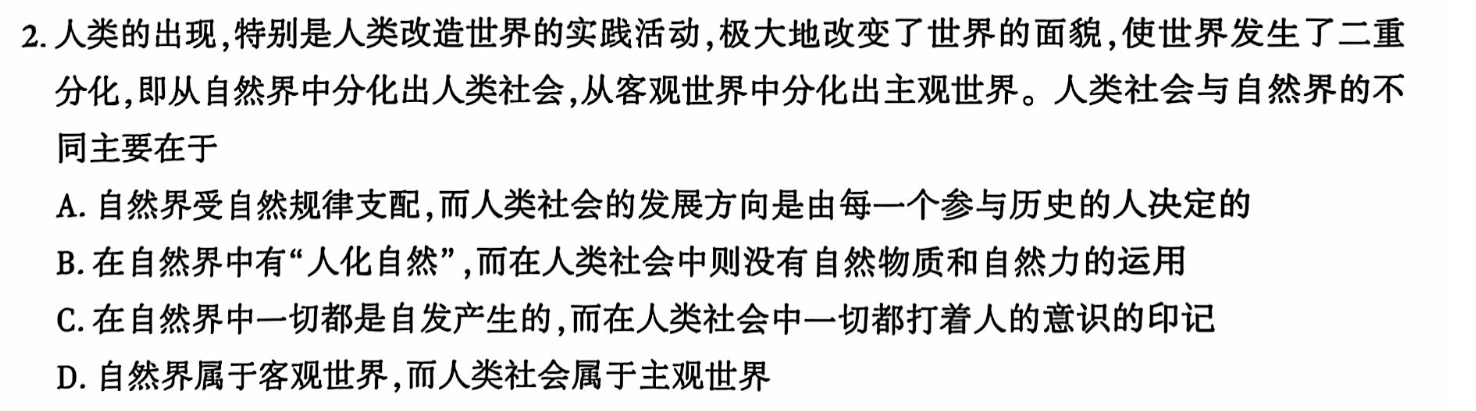 2. 人类的出现,特别是人类改造世界的实践活动,极大地改变了世界的面貌,使世界发生了二重
分化,即从自然界中分化出人类社会,从客观世界中分化出主观世界。人类社会与自然界的不
同主要在于
A. 自然界受自然规律支配,而人类社会的发展方向是由每一个参与历史的人决定的
B. 在自然界中有“人化自然”,而在人类社会中则没有自然物质和自然力的运用
C. 在自然界中一切都是自发产生的,而在人类社会中一切都打着人的意识的印记
D. 自然界属于客观世界,而人类社会属于主观世界